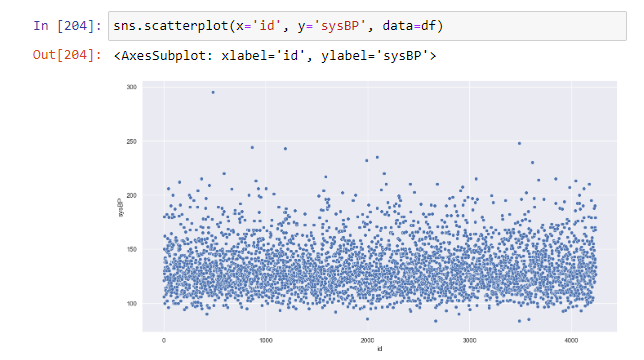 In [204]: sns.scatterplot(x='id', y='sysBP', data=df)
Out[204]: <AxesSubplot: xlabel='id', ylabel='sysBP'>
300
250
200
150
100
sysBP
0 1000 2000 3000 4000
id